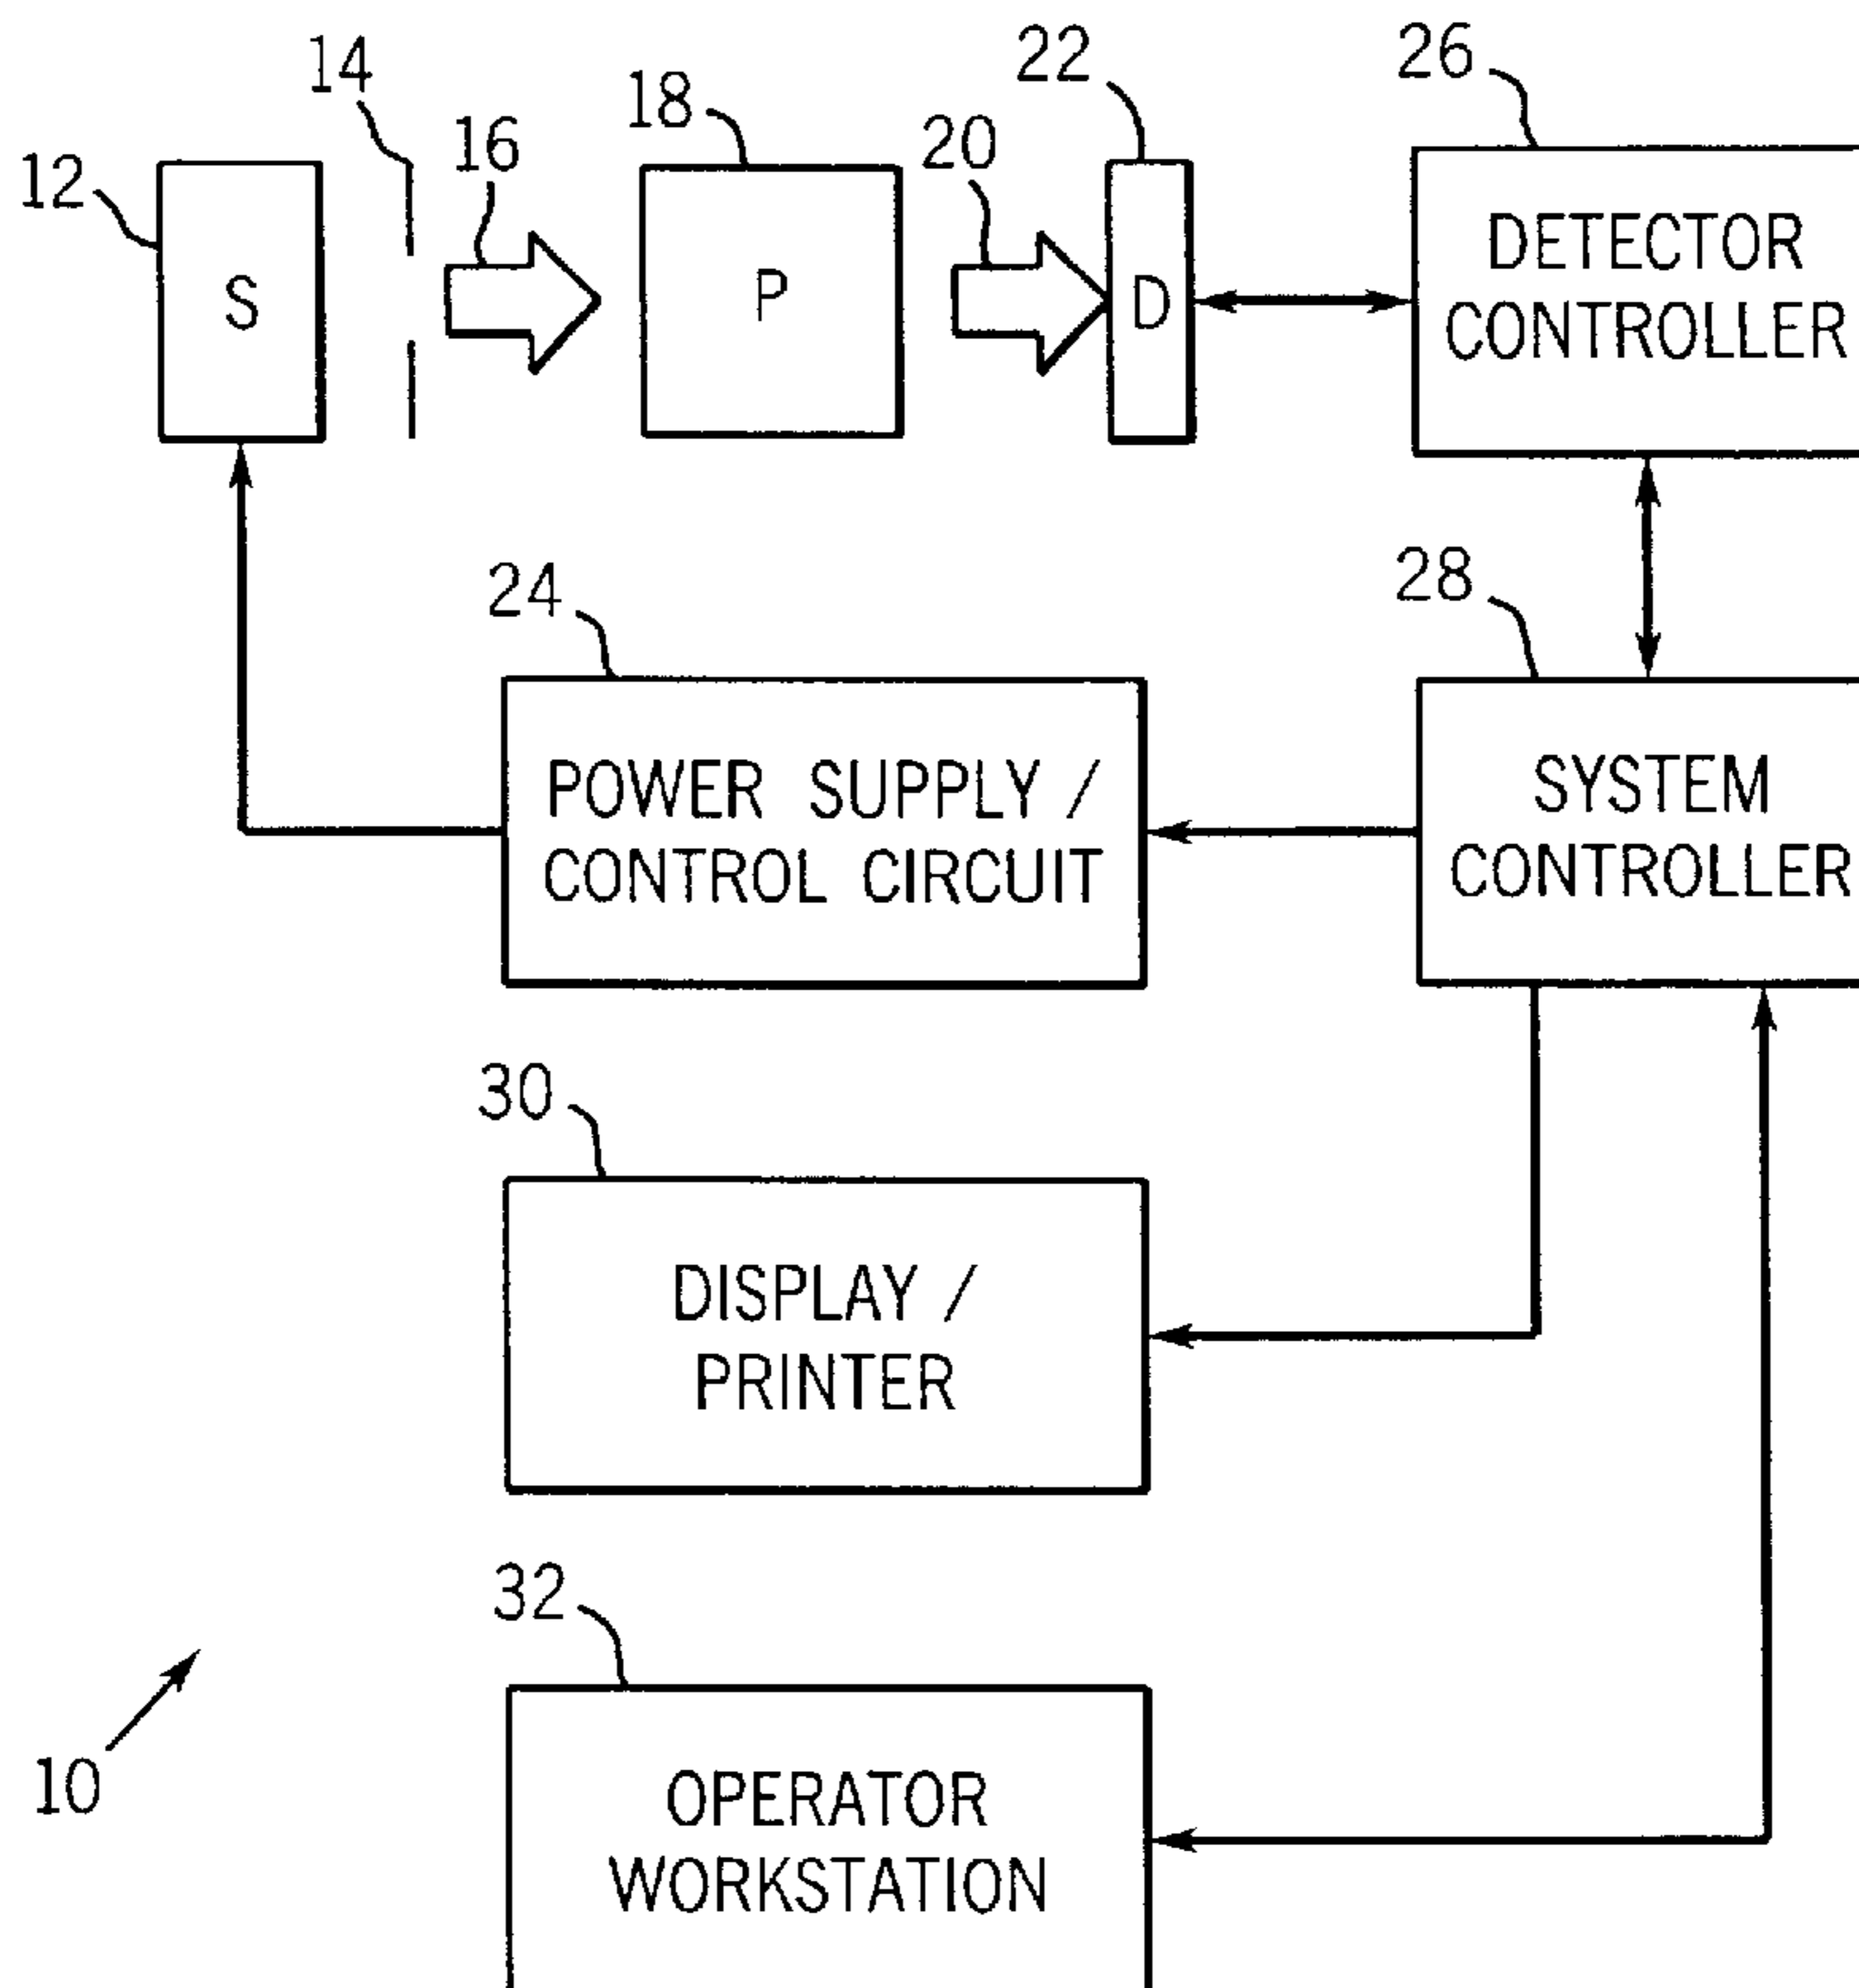 14
22
26
18
16
20
12
S
P
D
DETECTOR
CONTROLLER
24
28
POWER SUPPLY /
CONTROL CIRCUIT
SYSTEM
CONTROLLER
30
DISPLAY /
PRINTER
32
10
OPERATOR
WORKSTATION